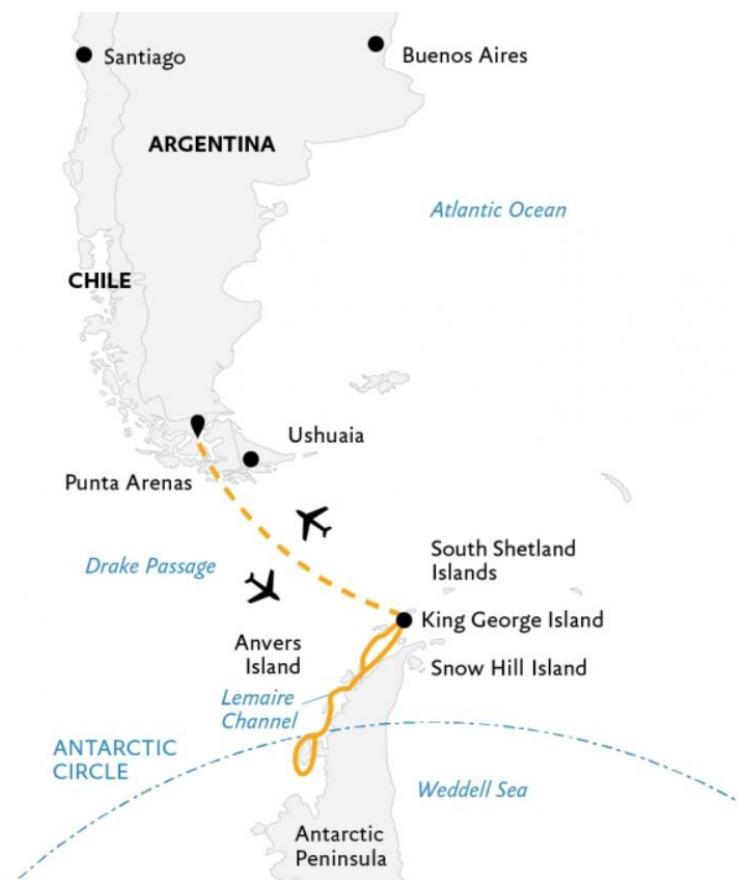 Santiago
Buenos Aires
ARGENTINA
Atlantic Ocean
CHILE
Ushuaia
Punta Arenas
South Shetland
Islands
Drake Passage
King George Island
Anvers
Island
Snow Hill Island
Lemaire
Channel
ANTARCTIC
CIRCLE
Weddell Sea
Antarctic
Peninsula